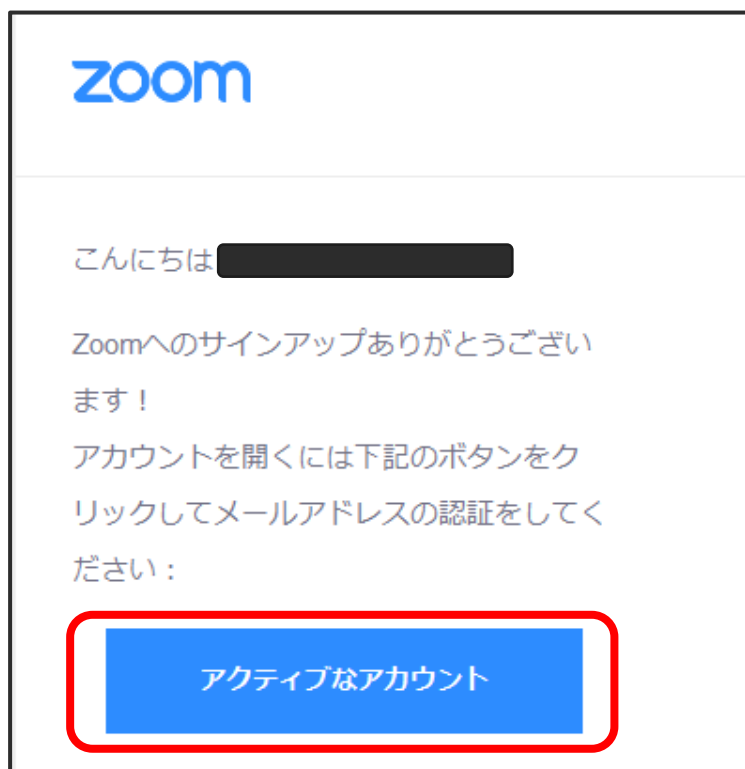 zoom
こんにちは
Zoomへのサインアップありがとうござい
ます！
アカウントを開くには下記のボタンをク
リックしてメールアドレスの認証をしてく
ださい：
アクティブなアカウント